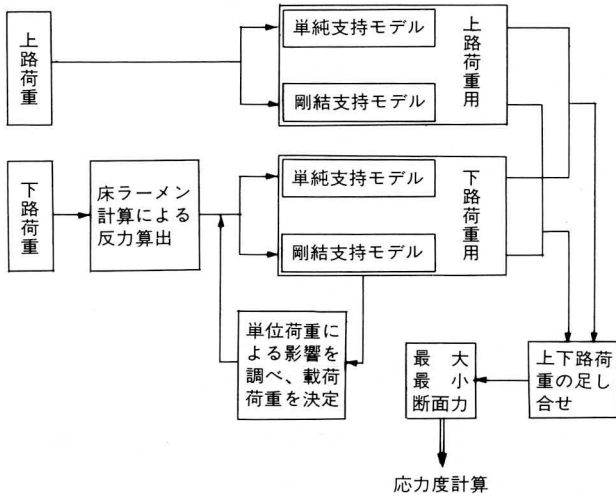 上路荷重
単純支持モデル
剛結支持モデル
上路荷重用
下路荷重
床ラーメン
計算による
反力算出
単純支持モデル
剛結支持モデル
下路荷重用
単位荷重に
よる影響を
調べ、載荷
荷重を決定
最大
最小
断面力
上下路荷
重の足し
合せ
応力度計算